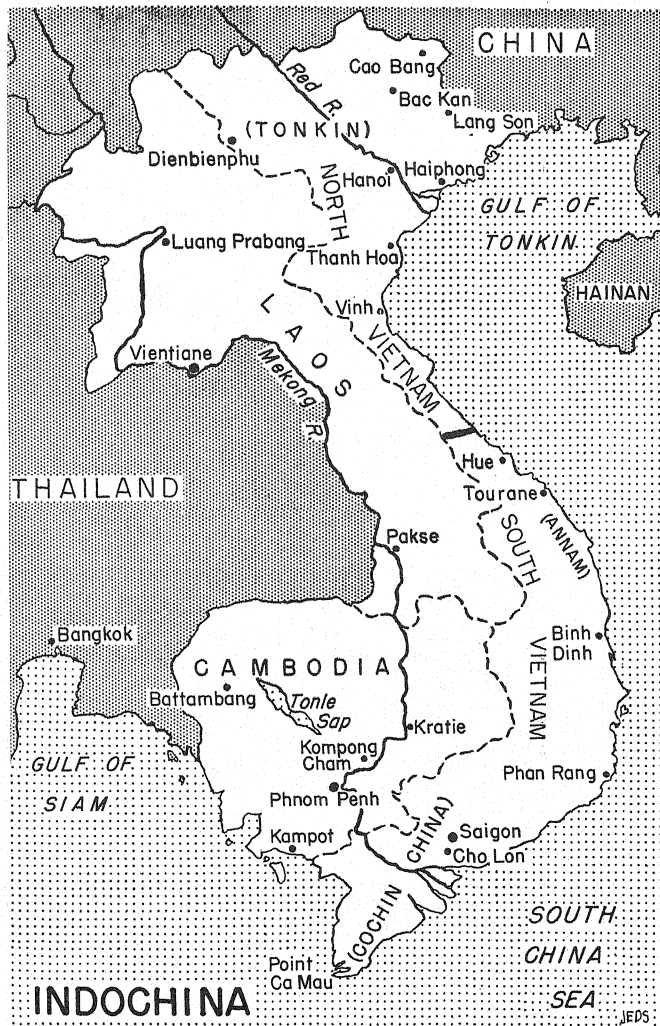 CHINA
Cao Bang
Red R.
Bac Kan
Lang Son
(TONKIN)
Dienbienphu
Hanoi
Haiphong
NORTH
VIETNAM
GULF OF
TONKIN
Luang Prabang
Thanh Hoa
HAINAN
Vinh
LAOS
Vientiane
Mekong R.
Hue
THAILAND
Tourane
(ANNAM)
SOUTH
VIETNAM
Pakse
Bangkok
Binh
Dinh
CAMBODIA
Battambang
Tonle
Sap
Kratie
Kompong
Cham
GULF OF
SIAM
Phan Rang
Phnom Penh
Saigon
Cho Lon
Kampot
(COCHIN CHINA)
SOUTH
CHINA
SEA
Point
Ca Mau
INDOCHINA
JEDS